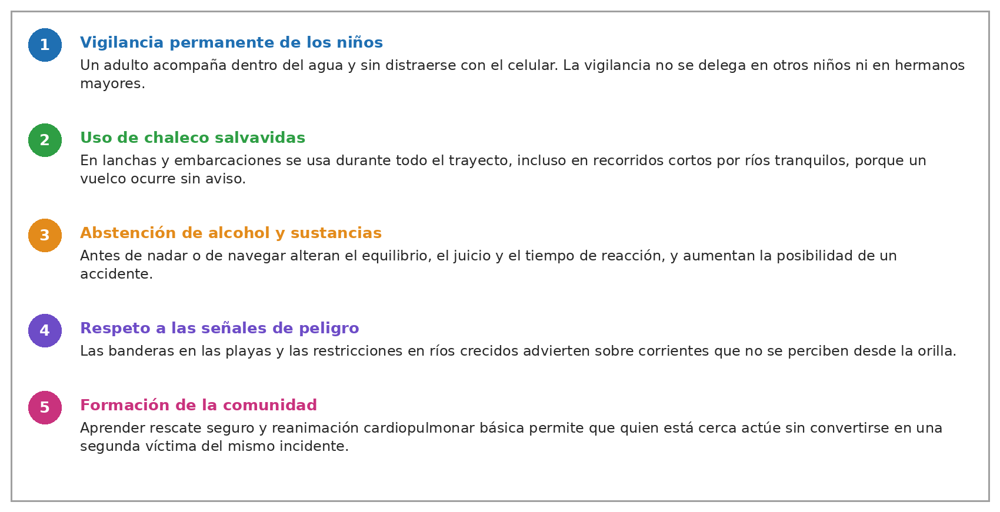 1
Vigilancia permanente de los niños
Un adulto acompaña dentro del agua y sin distraerse con el celular. La vigilancia no se delega en otros niños ni en hermanos
mayores.
2
Uso de chaleco salvavidas
En lanchas y embarcaciones se usa durante todo el trayecto, incluso en recorridos cortos por ríos tranquilos, porque un
vuelco ocurre sin aviso.
3
Abstención de alcohol y sustancias
Antes de nadar o de navegar alteran el equilibrio, el juicio y el tiempo de reacción, y aumentan la posibilidad de un
accidente.
4
Respeto a las señales de peligro
Las banderas en las playas y las restricciones en ríos crecidos advierten sobre corrientes que no se perciben desde la orilla.
5
Formación de la comunidad
Aprender rescate seguro y reanimación cardiopulmonar básica permite que quien está cerca actúe sin convertirse en una
segunda víctima del mismo incidente.